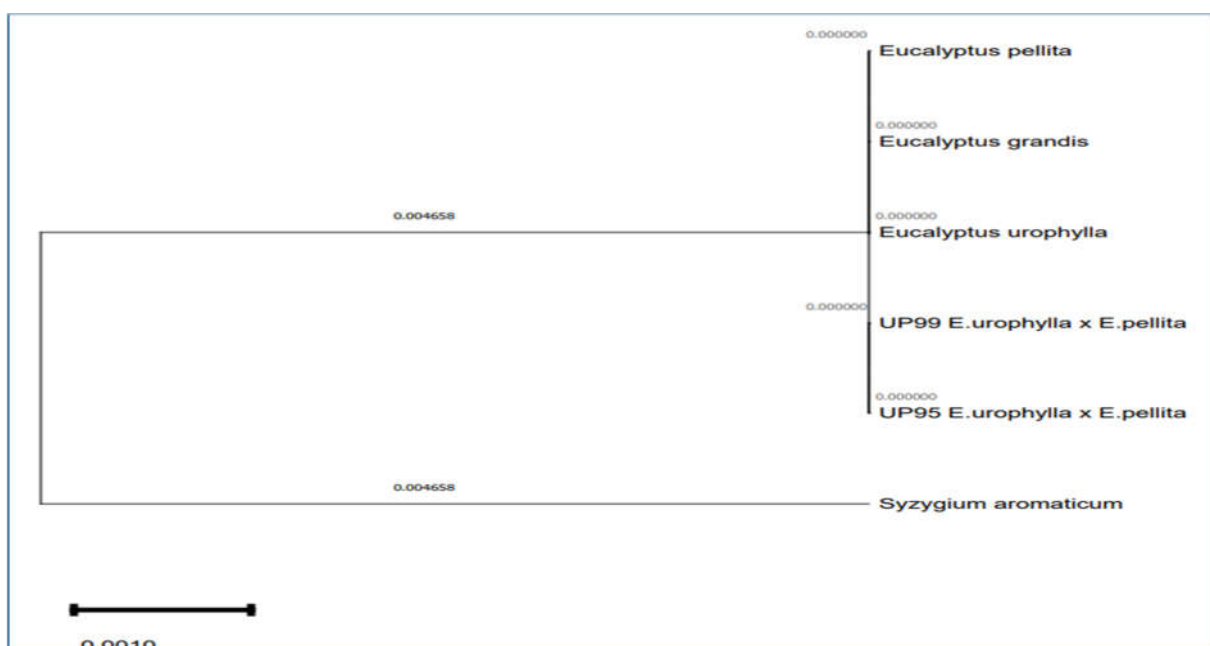 0.000000
Eucalyptus pellita
0.000000
Eucalyptus grandis
0.004658
0.000000
Eucalyptus urophylla
0.000000
UP99 E.urophylla x E.pellita
0.000000
UP95 E.urophylla x E.pellita
0.004658
Syzygium aromaticum